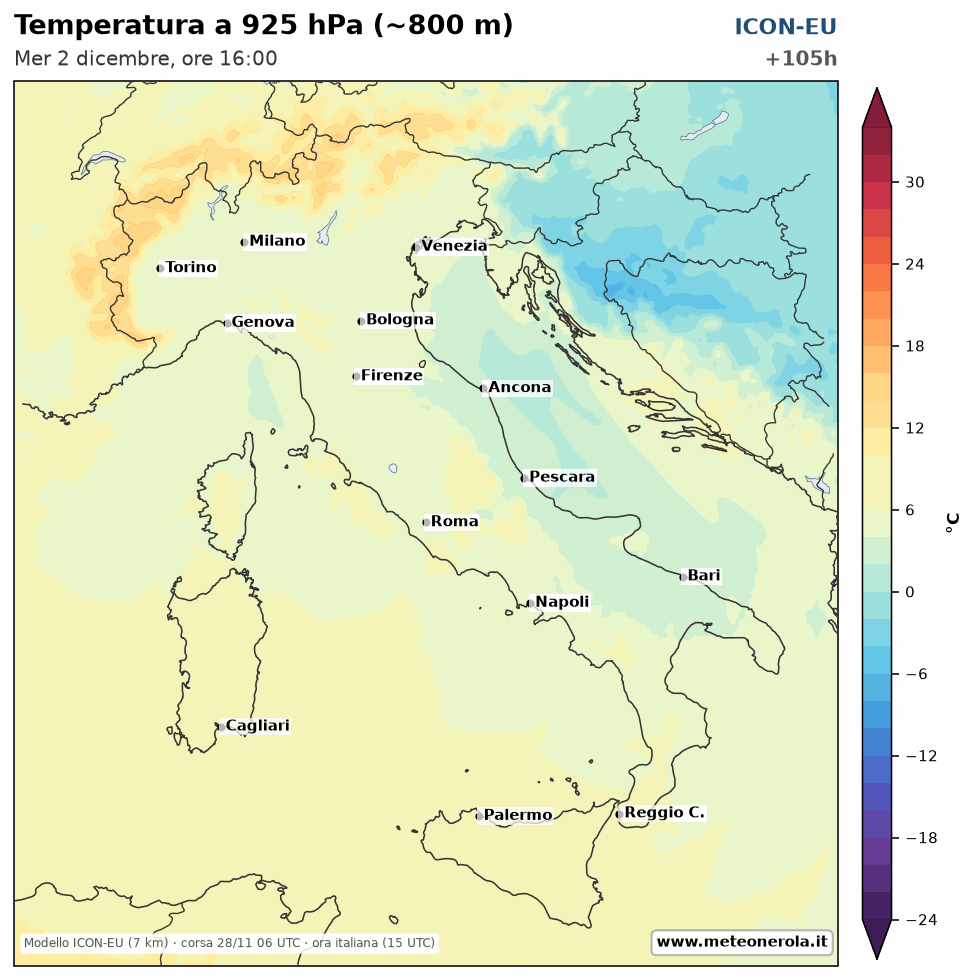 Temperatura a 925 hPa (~800 m)
ICON-EU
Mer 2 dicembre, ore 16:00
+105h
Milano
Venezia
Torino
Genova
Bologna
Firenze
Ancona
Pescara
Roma
Bari
Napoli
Cagliari
Palermo
Reggio C.
30
24
18
12
6
0
−6
−12
−18
−24
°C
Modello ICON-EU (7 km) · corsa 28/11 06 UTC · ora italiana (15 UTC)
www.meteonerola.it